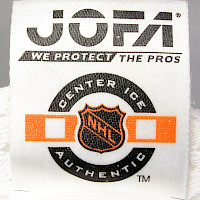 JOFA®
WE PROTECT THE PROS
CENTER ICE
NHL
AUTHENTIC
TM